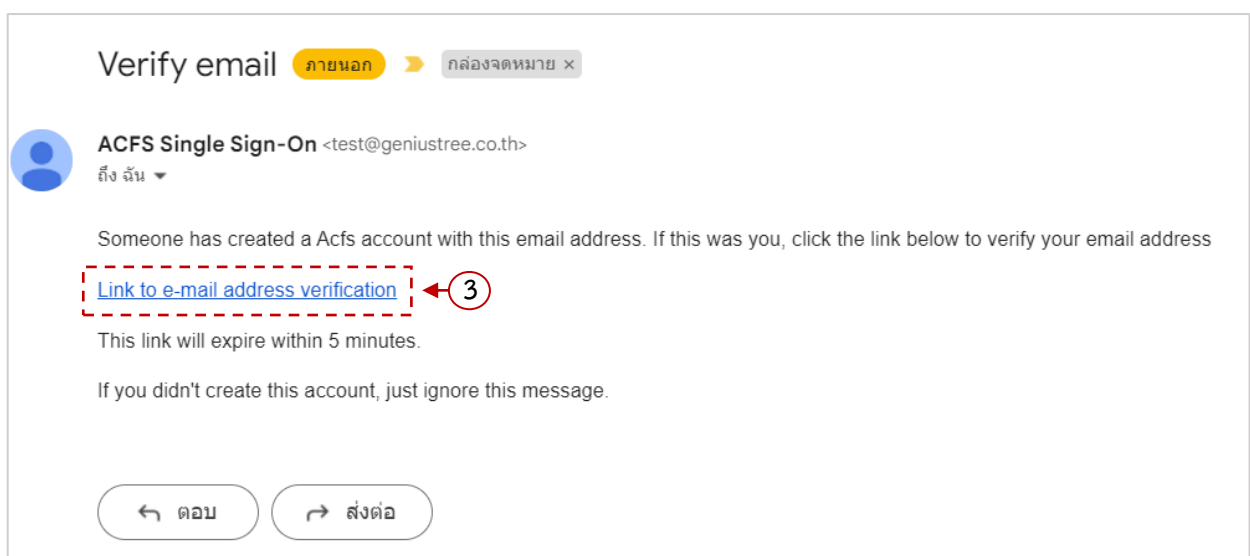 Verify email ภายนอก กล่องจดหมาย ×
ACFS Single Sign-On <test@geniustree.co.th>
ถึง ฉัน
Someone has created a Acfs account with this email address. If this was you, click the link below to verify your email address
Link to e-mail address verification 3
This link will expire within 5 minutes.
If you didn't create this account, just ignore this message.
ตอบ ส่งต่อ